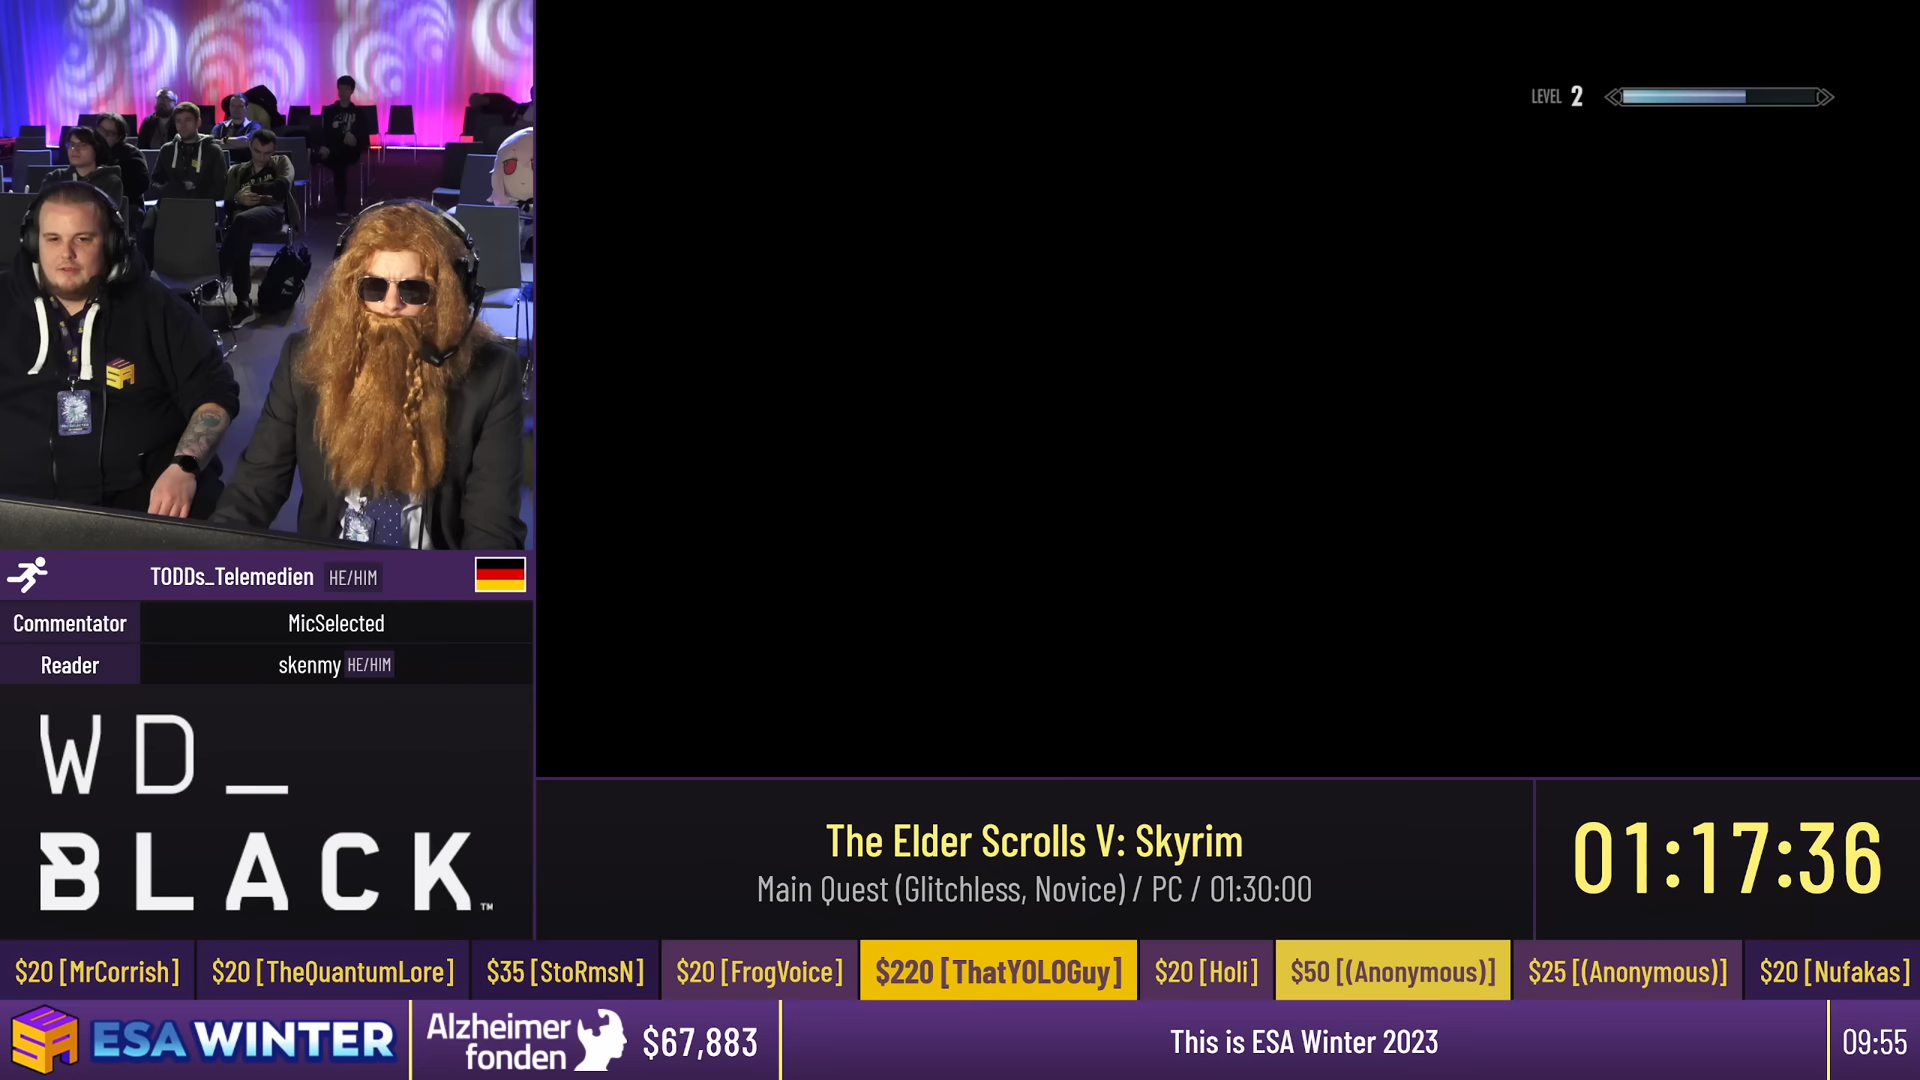 LEVEL 2
TODDs_Telemedien HE/HIM
Commentator MicSelected
Reader skenmy HE/HIM
WD_
BLACK™
The Elder Scrolls V: Skyrim
Main Quest (Glitchless, Novice) / PC / 01:30:00
01:17:36
$20 [MrCorrish] $20 [TheQuantumLore] $35 [StoRmsN] $20 [FrogVoice] $220 [ThatYOLOGuy] $20 [Holi] $50 [(Anonymous)] $25 [(Anonymous)] $20 [Nufakas]
ESA WINTER
Alzheimer
fonden
$67,883
This is ESA Winter 2023
09:55